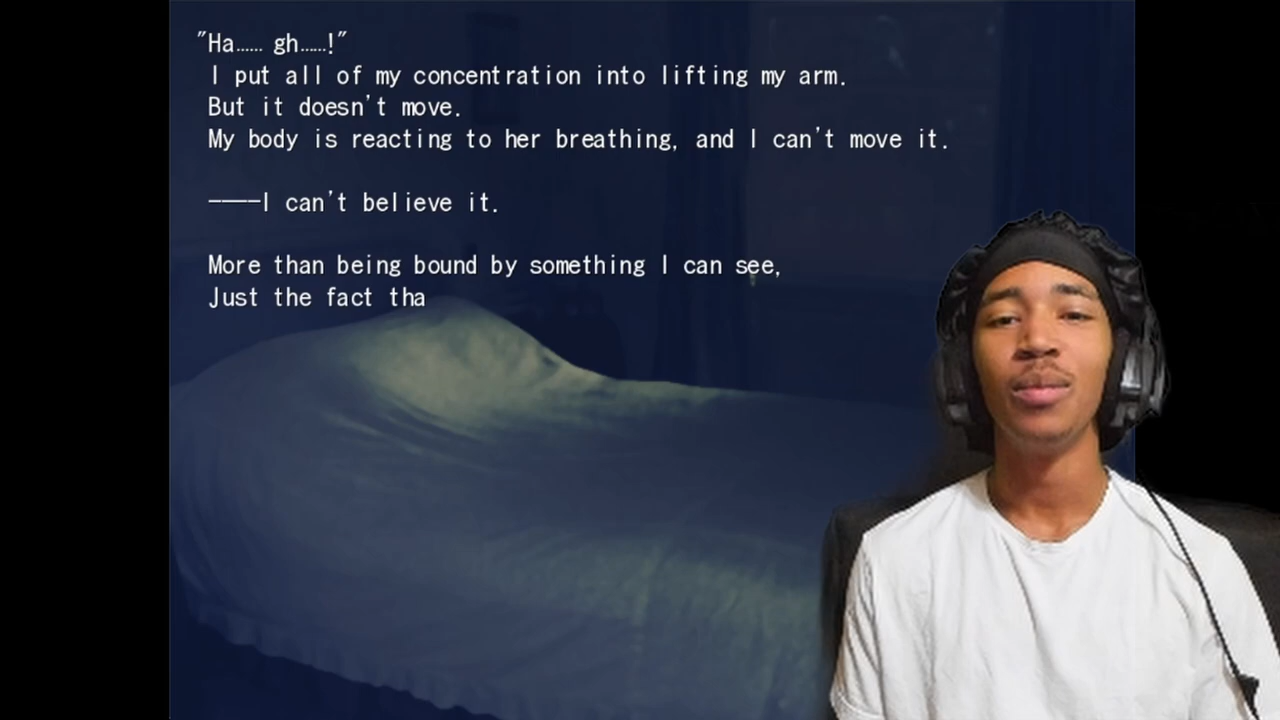 "Ha…… gh……!"
I put all of my concentration into lifting my arm.
But it doesn't move.
My body is reacting to her breathing, and I can't move it.
———I can't believe it.
More than being bound by something I can see,
Just the fact tha